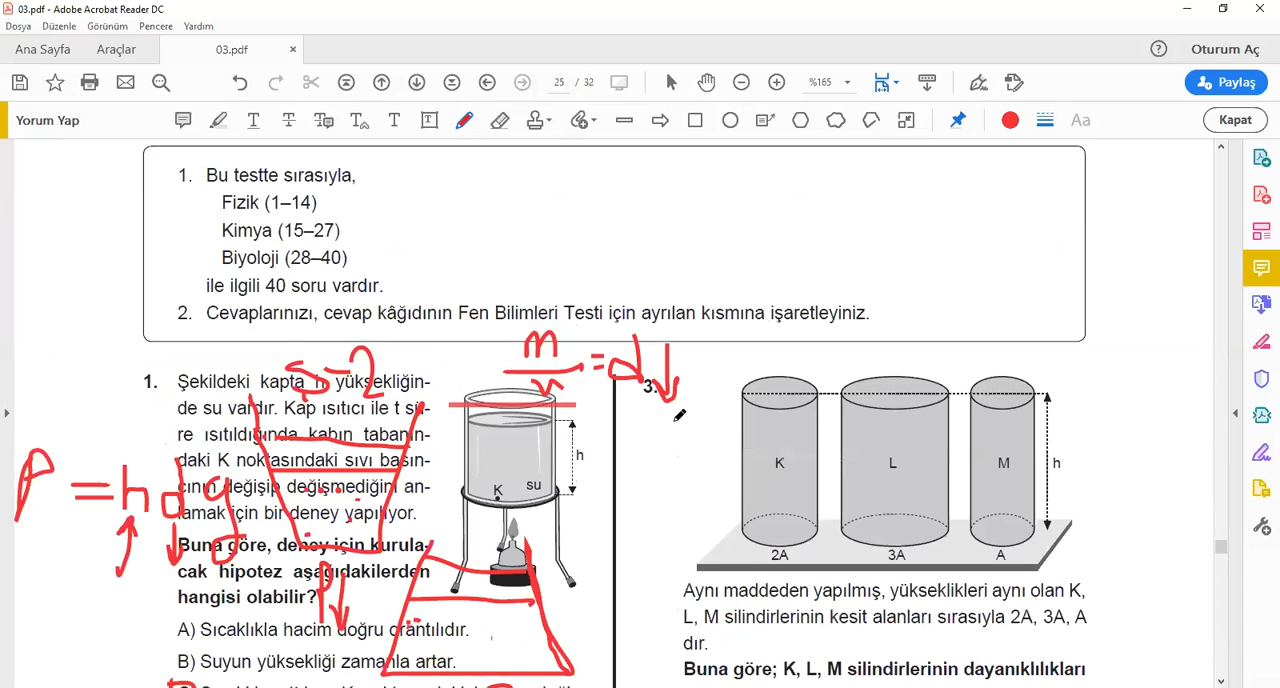 03.pdf - Adobe Acrobat Reader DC
Dosya Düzenle Görünüm Pencere Yardım
Ana Sayfa Araçlar 03.pdf × Oturum Aç
25 / 32 %165 Paylaş
Yorum Yap Aa Kapat
1. Bu testte sırasıyla,
Fizik (1–14)
Kimya (15–27)
Biyoloji (28–40)
ile ilgili 40 soru vardır.
2. Cevaplarınızı, cevap kâğıdının Fen Bilimleri Testi için ayrılan kısmına işaretleyiniz.
Ş-2
m/v = d
P = hdg
P
1. Şekildeki kapta h yüksekliğin-
de su vardır. Kap ısıtıcı ile t sü-
re ısıtıldığında kabın tabanın-
daki K noktasındaki sıvı basın-
cının değişip değişmediğini an-
lamak için bir deney yapılıyor.
Buna göre, deney için kurula-
cak hipotez aşağıdakilerden
hangisi olabilir?
A) Sıcaklıkla hacim doğru orantılıdır.
B) Suyun yüksekliği zamanla artar.
h
K su
3.
K L M h
2A 3A A
Aynı maddeden yapılmış, yükseklikleri aynı olan K,
L, M silindirlerinin kesit alanları sırasıyla 2A, 3A, A
dır.
Buna göre; K, L, M silindirlerinin dayanıklılıkları